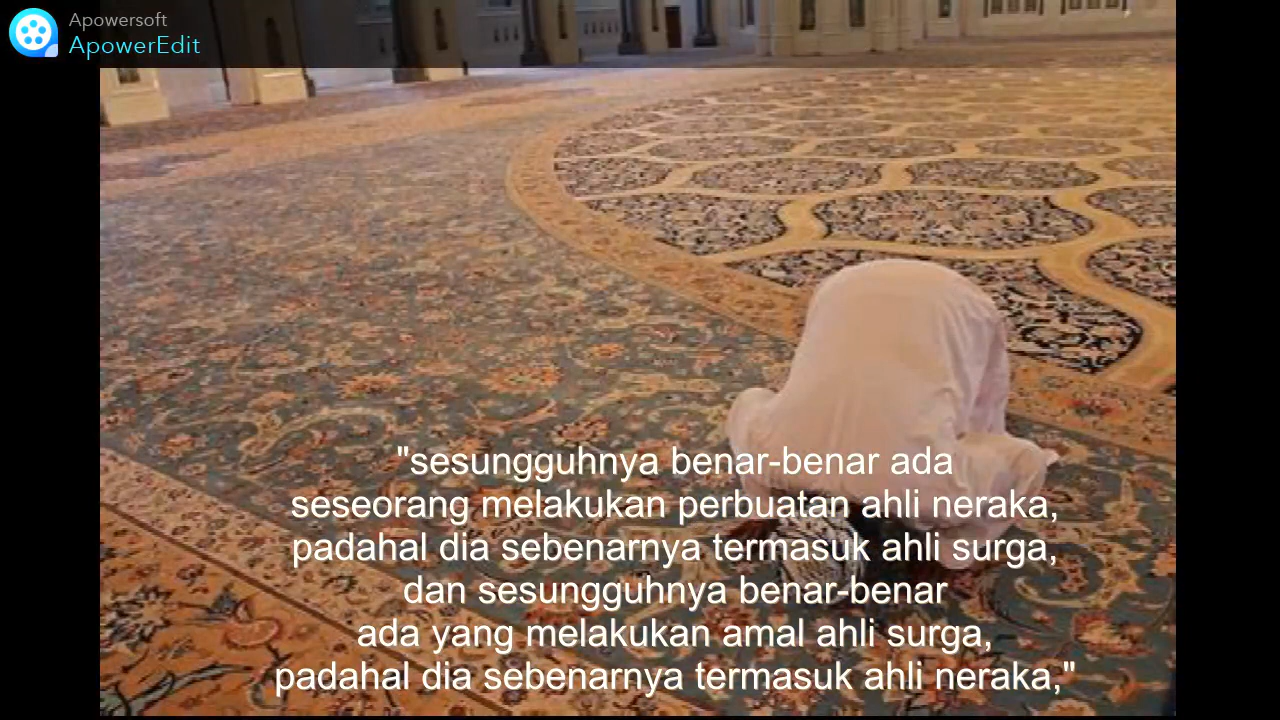 Apowersoft
ApowerEdit
"sesungguhnya benar-benar ada
seseorang melakukan perbuatan ahli neraka,
padahal dia sebenarnya termasuk ahli surga,
dan sesungguhnya benar-benar
ada yang melakukan amal ahli surga,
padahal dia sebenarnya termasuk ahli neraka,"